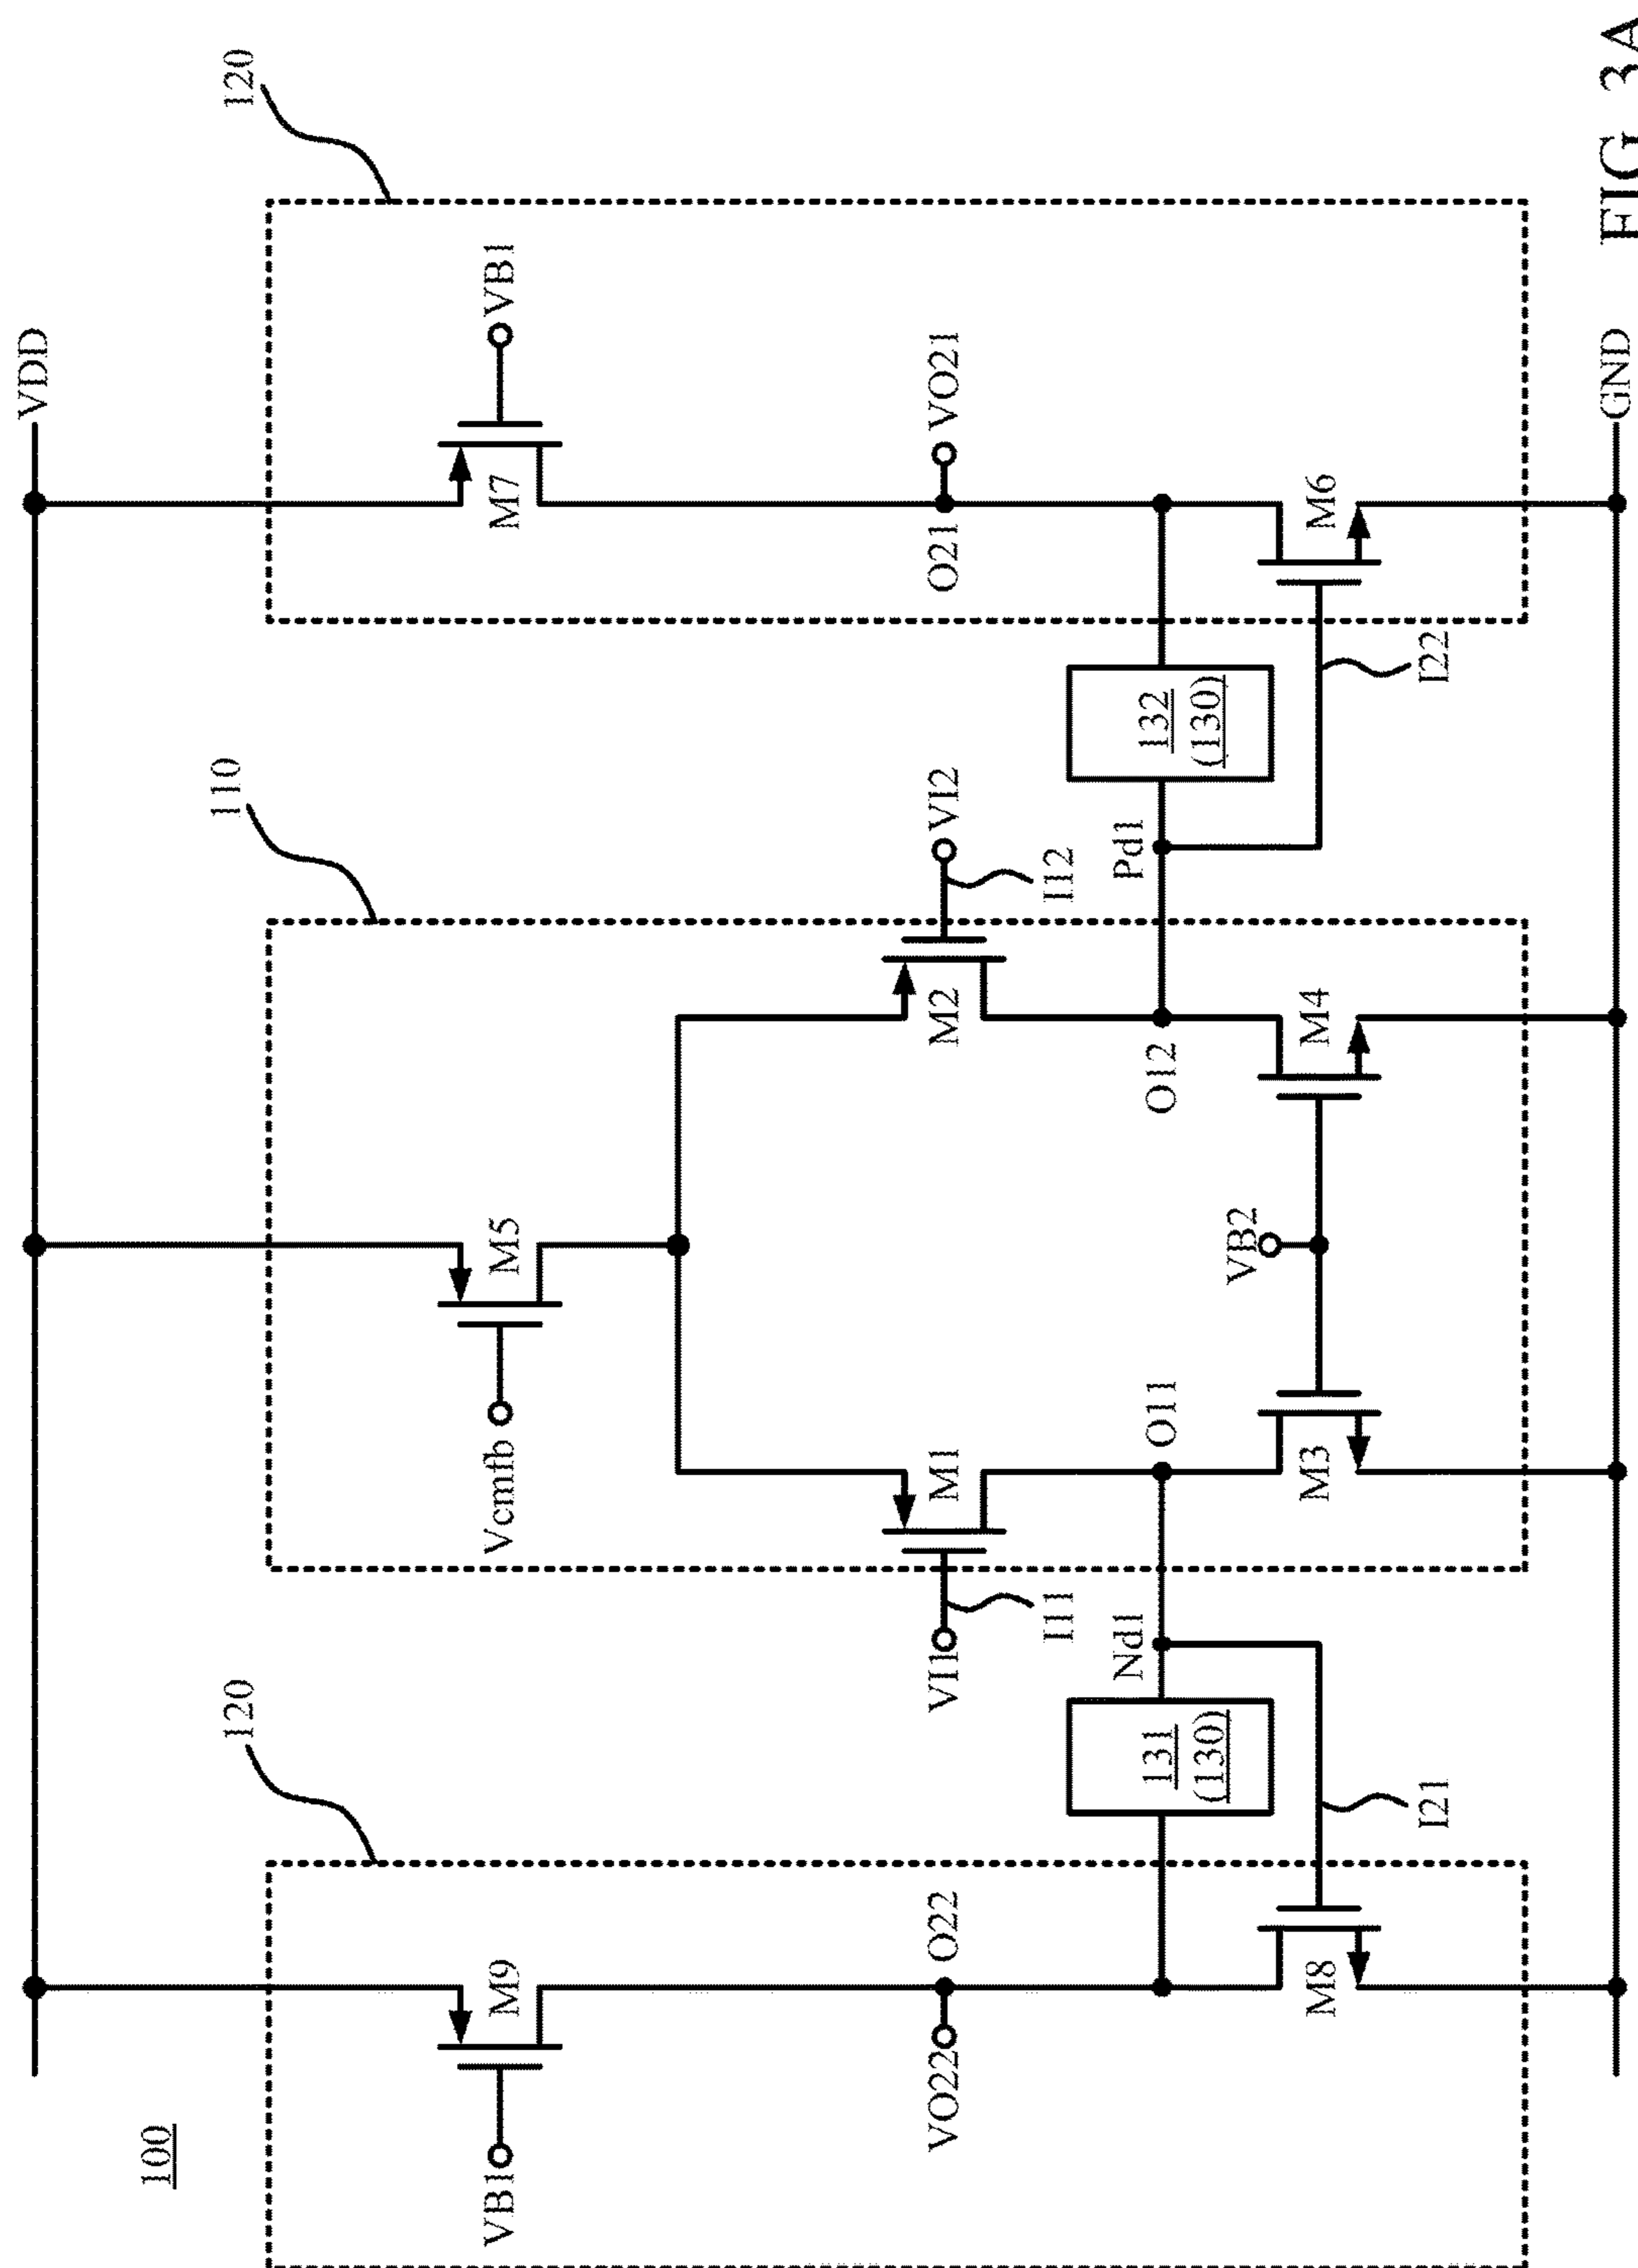 100
VDD
120
110
120
VB1
M9
Vcmfb
M5
M7
VB1
VO22
O22
VI1
M1
I11
M2
VI2
I12
O21
VO21
131
(130)
Nd1
O11
O12
Pd1
132
(130)
M8
I21
M3
VB2
M4
I22
M6
GND
FIG 3A